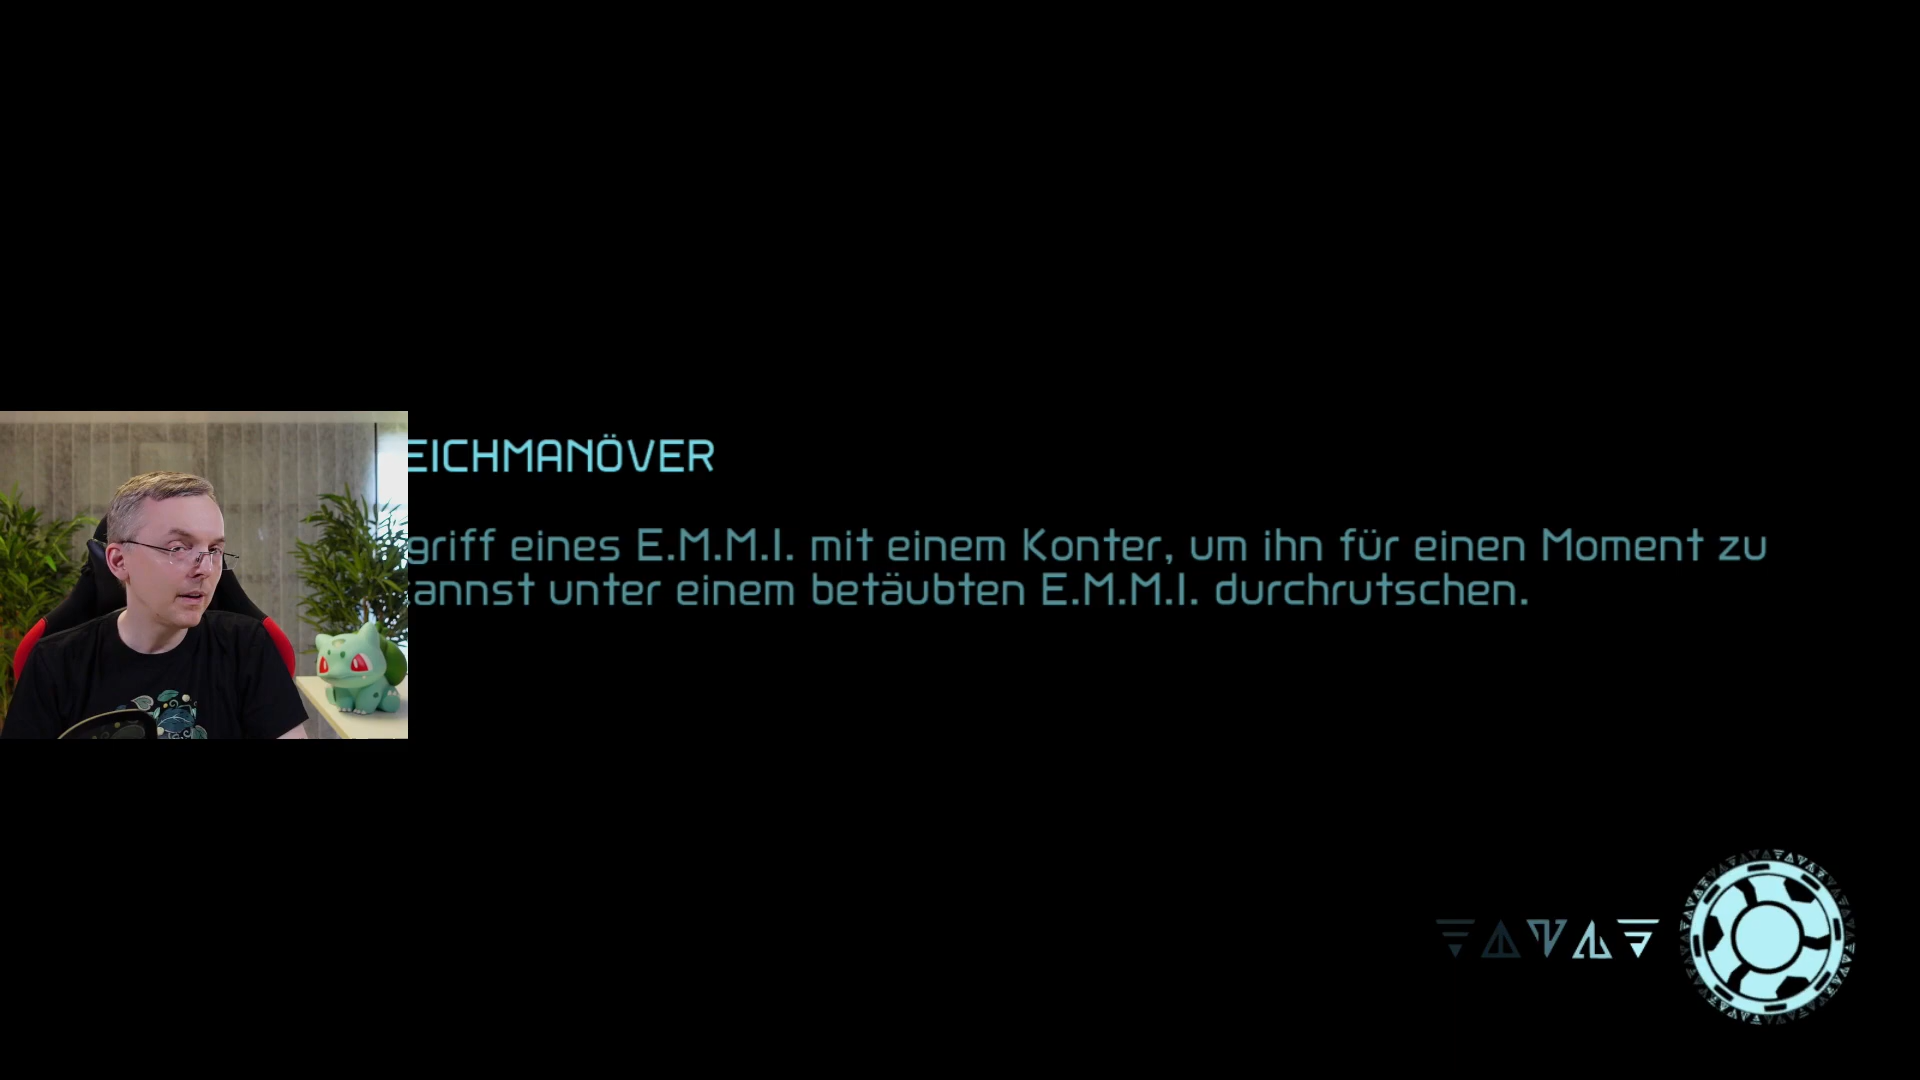 EICHMANÖVER
griff eines E.M.M.I. mit einem Konter, um ihn für einen Moment zu
annst unter einem betäubten E.M.M.I. durchrutschen.